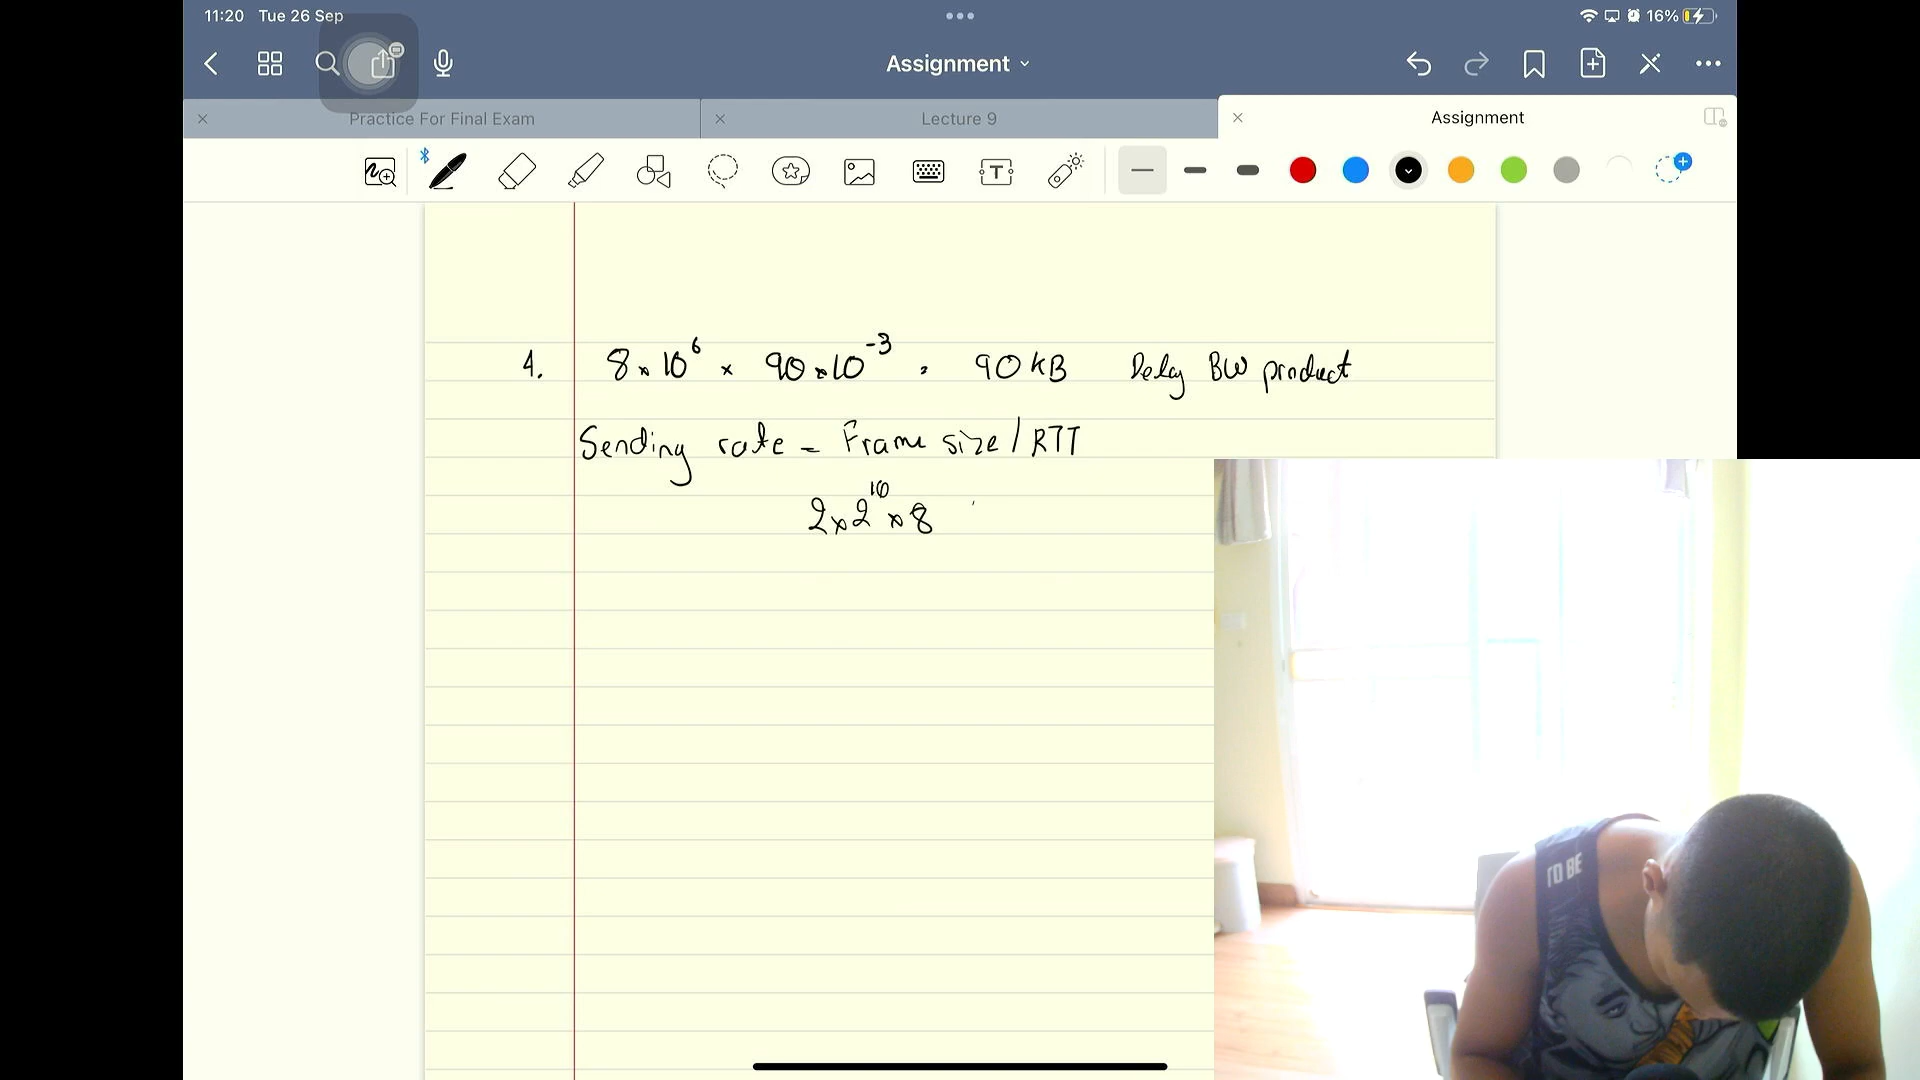 11:20 Tue 26 Sep
16%
Assignment
Practice For Final Exam
Lecture 9
Assignment
1. 8 × 10⁶ × 90 × 10⁻³ = 90 kB Delay BW product
Sending rate = Frame size / RTT
2 × 2¹⁰ × 8
TO BE